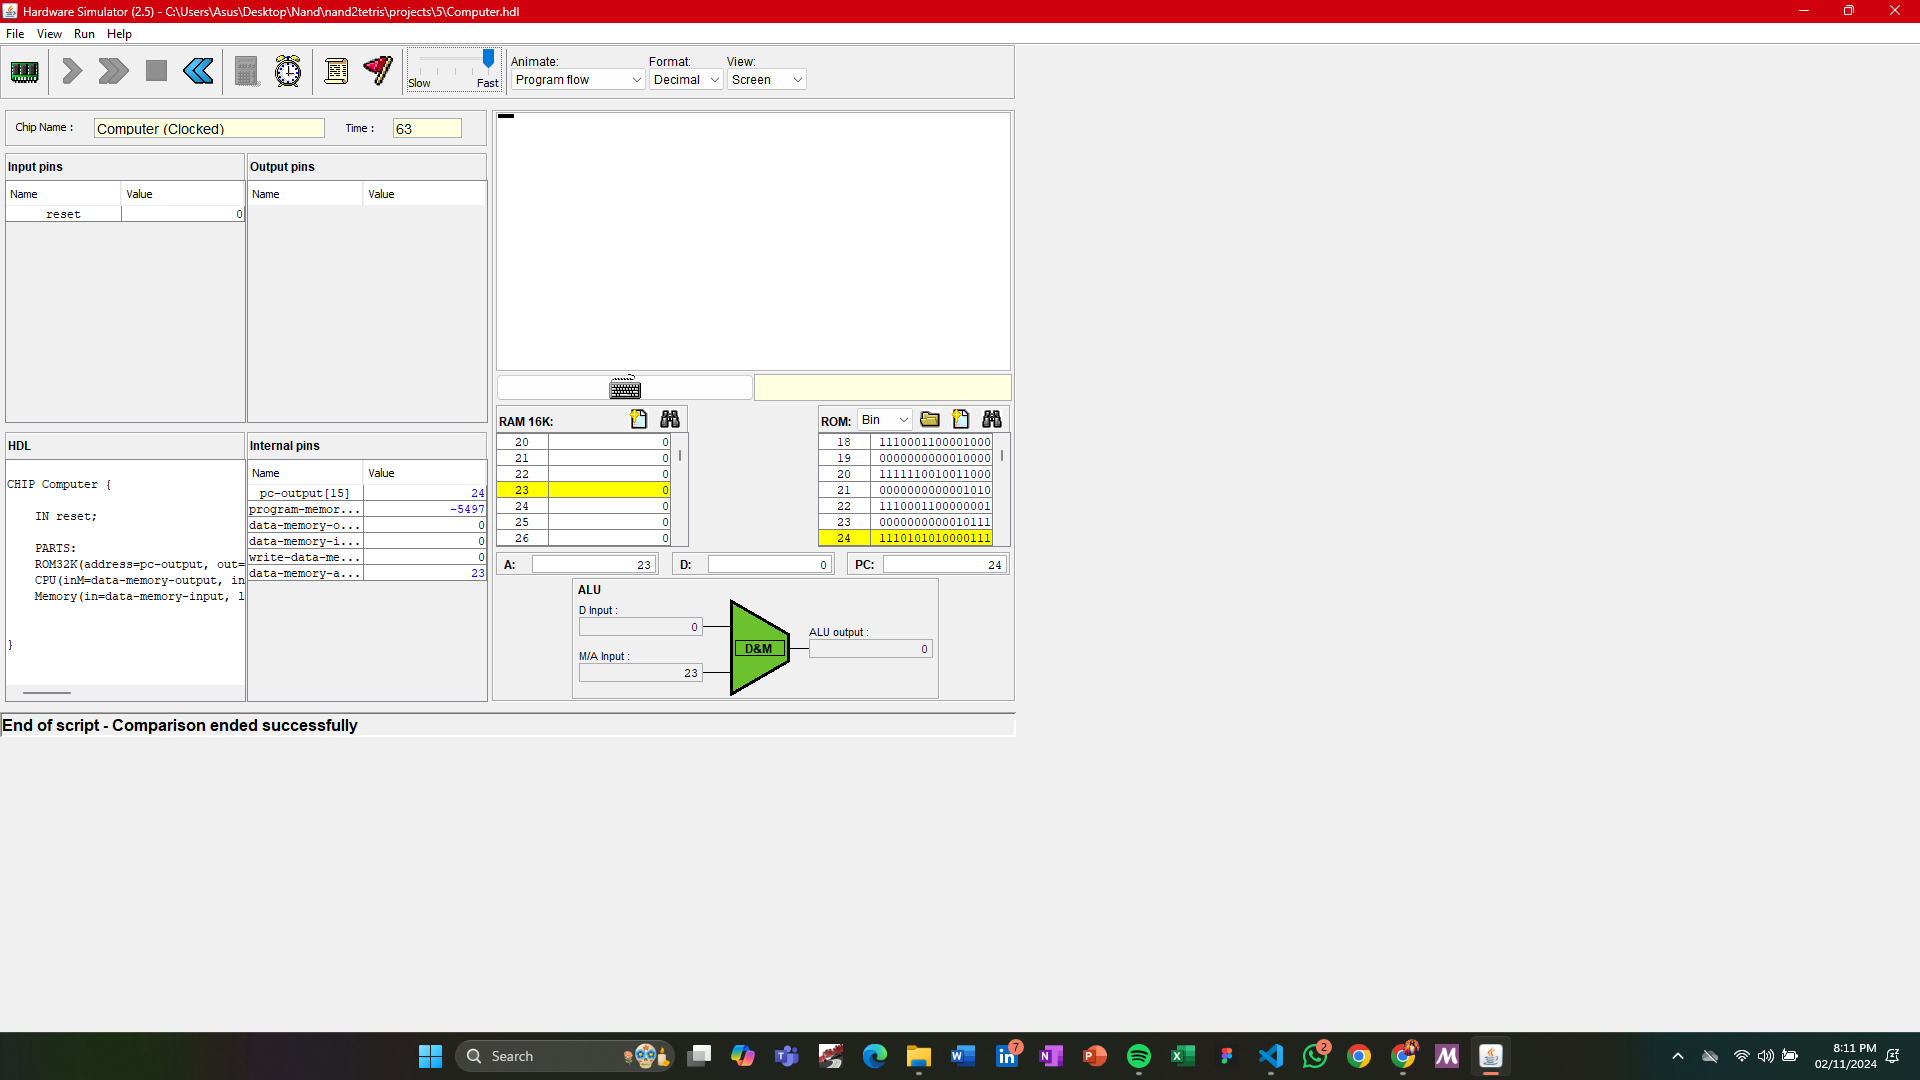 Hardware Simulator (2.5) - C:\Users\Asus\Desktop\Nand\nand2tetris\projects\5\Computer.hdl
File View Run Help
Slow Fast
Animate: Format: View:
Program flow Decimal Screen
Chip Name : Computer (Clocked) Time : 63
Input pins
Name Value
reset 0
Output pins
Name Value
HDL
CHIP Computer {
IN reset;
PARTS:
ROM32K(address=pc-output, out=
CPU(inM=data-memory-output, in
Memory(in=data-memory-input, l
}
Internal pins
Name Value
pc-output[15] 24
program-memor... -5497
data-memory-o... 0
data-memory-i... 0
write-data-me... 0
data-memory-a... 23
RAM 16K:
20 0
21 0
22 0
23 0
24 0
25 0
26 0
ROM: Bin
18 1110001100001000
19 0000000000010000
20 1111110010011000
21 0000000000001010
22 1110001100000001
23 0000000000010111
24 1110101010000111
A: 23 D: 0 PC: 24
ALU
D Input :
0
M/A Input :
23
D&M
ALU output :
0
End of script - Comparison ended successfully
Search
7
2
8:11 PM
02/11/2024